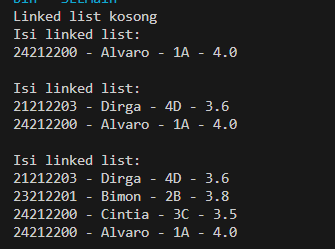 Linked list kosong
Isi linked list:
24212200 - Alvaro - 1A - 4.0
Isi linked list:
21212203 - Dirga - 4D - 3.6
24212200 - Alvaro - 1A - 4.0
Isi linked list:
21212203 - Dirga - 4D - 3.6
23212201 - Bimon - 2B - 3.8
24212200 - Cintia - 3C - 3.5
24212200 - Alvaro - 1A - 4.0